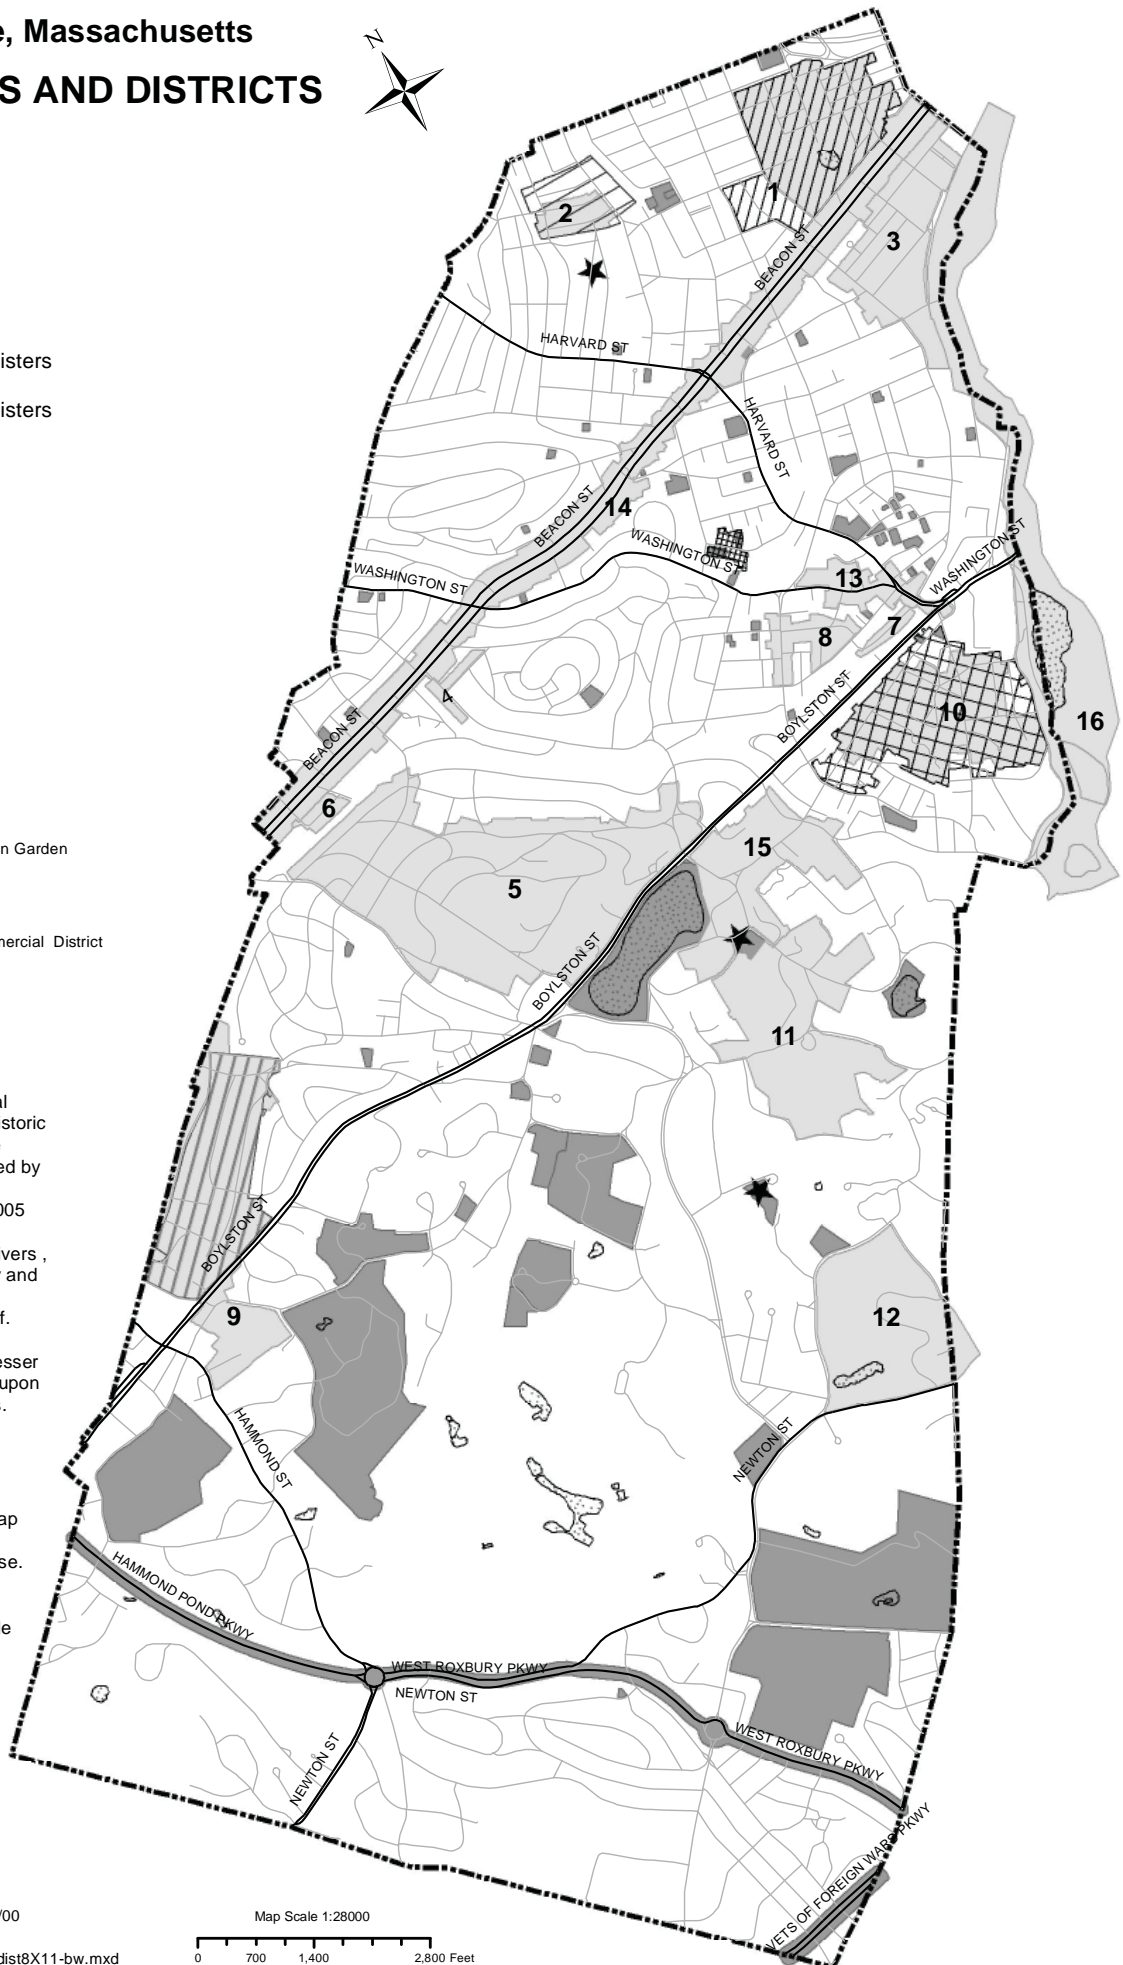 e, Massachusetts
S AND DISTRICTS
N
1
2
3
BEACON ST
HARVARD ST
isters
isters
HARVARD ST
14
BEACON ST
WASHINGTON ST
WASHINGTON ST
WASHINGTON ST
13
7
8
4
BOYLSTON ST
10
16
BEACON ST
6
n Garden
15
5
mercial District
BOYLSTON ST
11
al
istoric
ed by
005
BOYLSTON ST
ivers ,
and
f.
9
12
esser
upon
s.
HAMMOND ST
NEWTON ST
ap
se.
HAMMOND POND PKWY
le
WEST ROXBURY PKWY
NEWTON ST
WEST ROXBURY PKWY
NEWTON ST
VETS OF FOREIGN WARS PKWY
/00
Map Scale 1:28000
dist8X11-bw.mxd
0 700 1,400 2,800 Feet